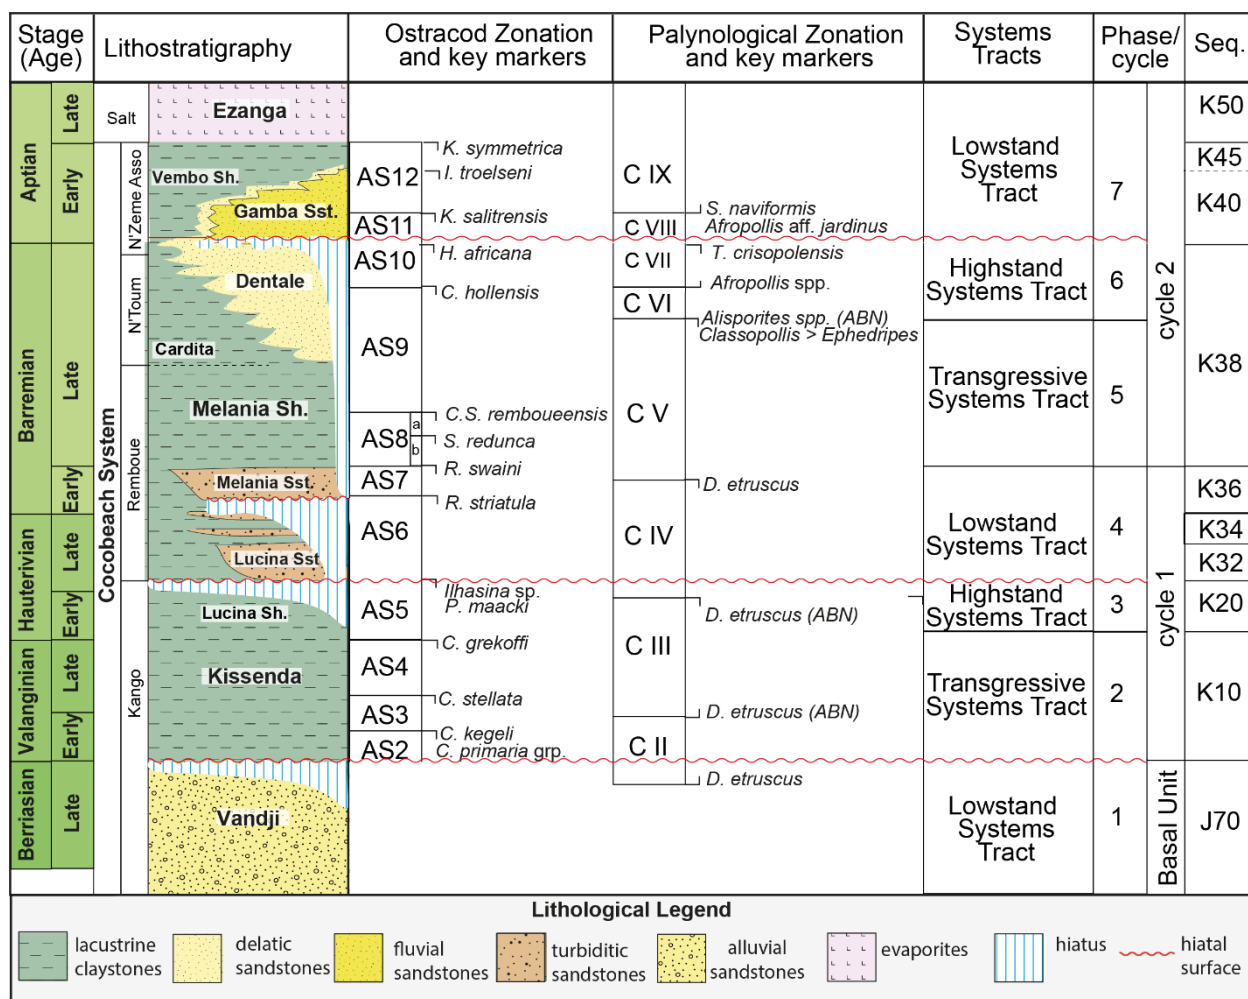 Stage
(Age)
Lithostratigraphy
Ostracod Zonation
and key markers
Palynological Zonation
and key markers
Systems
Tracts
Phase/
cycle
Seq.
Aptian
Late
Early
Barremian
Late
Early
Hauterivian
Late
Early
Valanginian
Late
Early
Berriasian
Late
Cocobeach System
Salt
N'Zeme Asso
N'Toum
Remboue
Kango
Ezanga
Vembo Sh.
Gamba Sst.
Dentale
Cardita
Melania Sh.
Melania Sst.
Lucina Sst
Lucina Sh.
Kissenda
Vandji
AS12
AS11
AS10
AS9
AS8
a
b
AS7
AS6
AS5
AS4
AS3
AS2
K. symmetrica
I. troelseni
K. salitrensis
H. africana
C. hollensis
C.S. remboueensis
S. redunca
R. swaini
R. striatula
Ilhasina sp.
P. maacki
C. grekoffi
C. stellata
C. kegeli
C. primaria grp.
C IX
C VIII
C VII
C VI
C V
C IV
C III
C II
S. naviformis
Afropollis aff. jardinus
T. crisopolensis
Afropollis spp.
Alisporites spp. (ABN)
Classopollis > Ephedripes
D. etruscus
D. etruscus (ABN)
D. etruscus (ABN)
D. etruscus
Lowstand
Systems
Tract
Highstand
Systems Tract
Transgressive
Systems Tract
Lowstand
Systems Tract
Highstand
Systems Tract
Transgressive
Systems Tract
Lowstand
Systems
Tract
7
6
5
4
3
2
1
cycle 2
cycle 1
Basal Unit
K50
K45
K40
K38
K36
K34
K32
K20
K10
J70
Lithological Legend
lacustrine
claystones
delatic
sandstones
fluvial
sandstones
turbiditic
sandstones
alluvial
sandstones
evaporites
hiatus
hiatal
surface